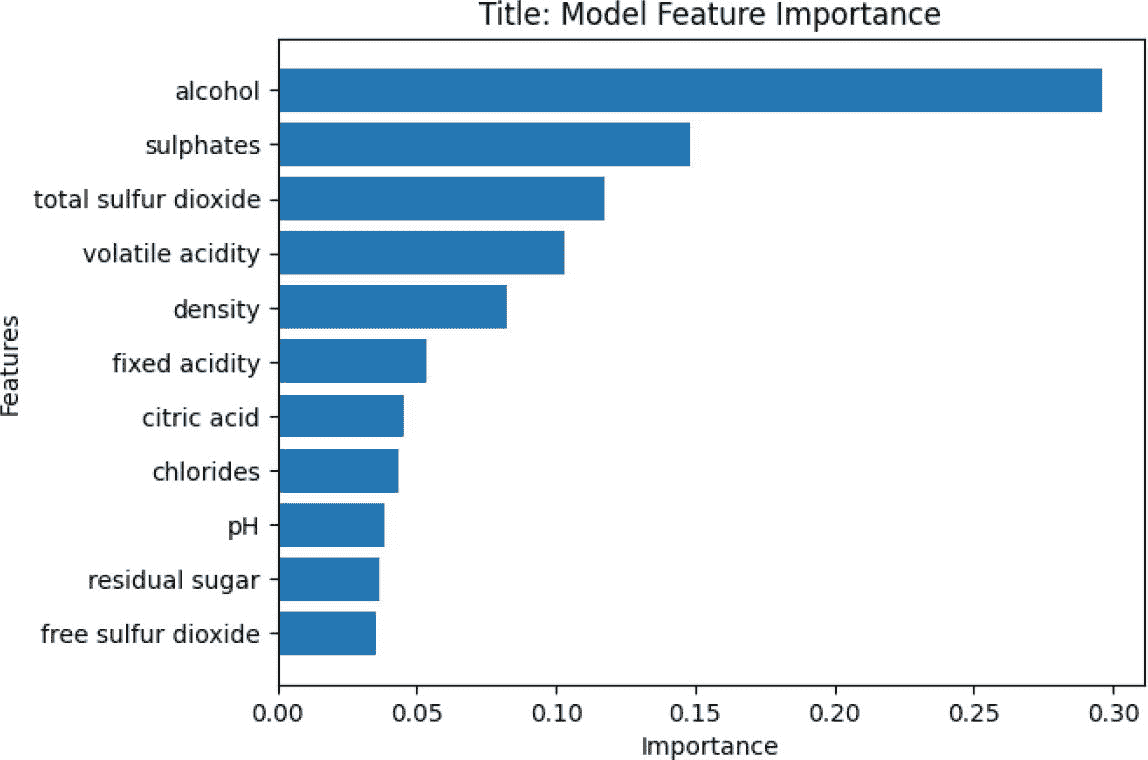 Title: Model Feature Importance
Features
alcohol
sulphates
total sulfur dioxide
volatile acidity
density
fixed acidity
citric acid
chlorides
pH
residual sugar
free sulfur dioxide
0.00 0.05 0.10 0.15 0.20 0.25 0.30
Importance